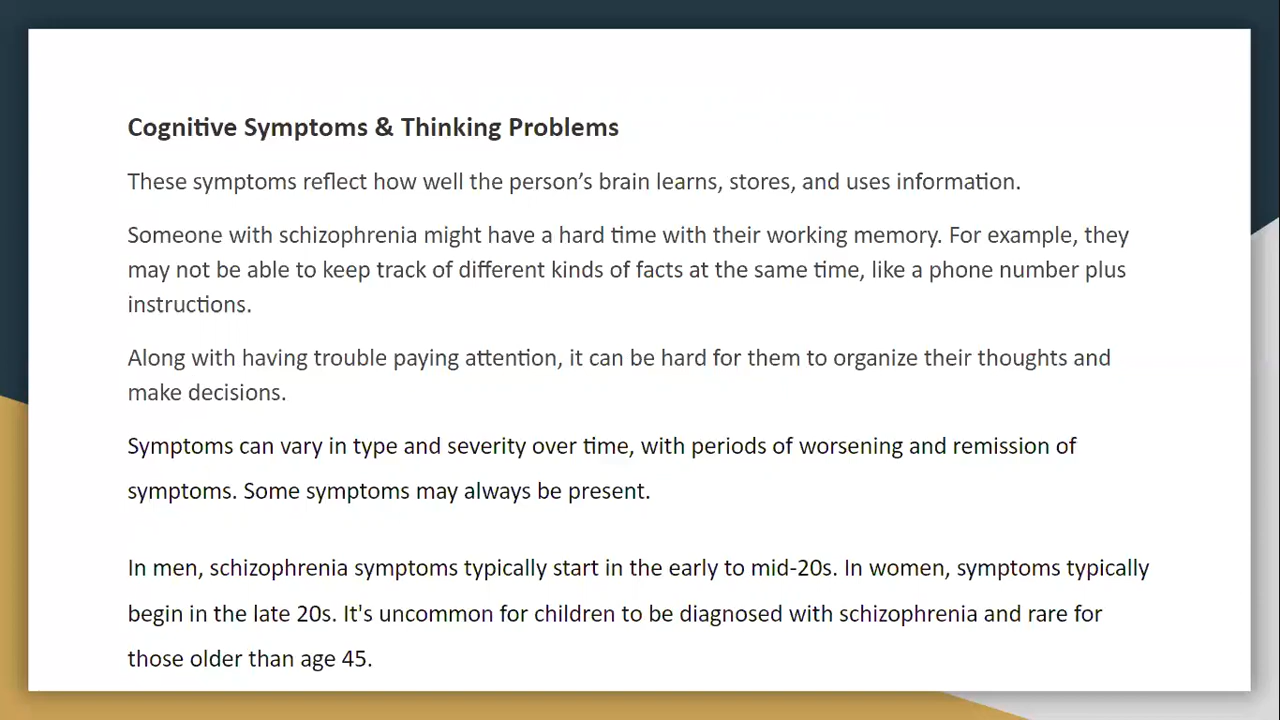 Cognitive Symptoms & Thinking Problems
These symptoms reflect how well the person’s brain learns, stores, and uses information.
Someone with schizophrenia might have a hard time with their working memory. For example, they
may not be able to keep track of different kinds of facts at the same time, like a phone number plus
instructions.
Along with having trouble paying attention, it can be hard for them to organize their thoughts and
make decisions.
Symptoms can vary in type and severity over time, with periods of worsening and remission of
symptoms. Some symptoms may always be present.
In men, schizophrenia symptoms typically start in the early to mid-20s. In women, symptoms typically
begin in the late 20s. It's uncommon for children to be diagnosed with schizophrenia and rare for
those older than age 45.